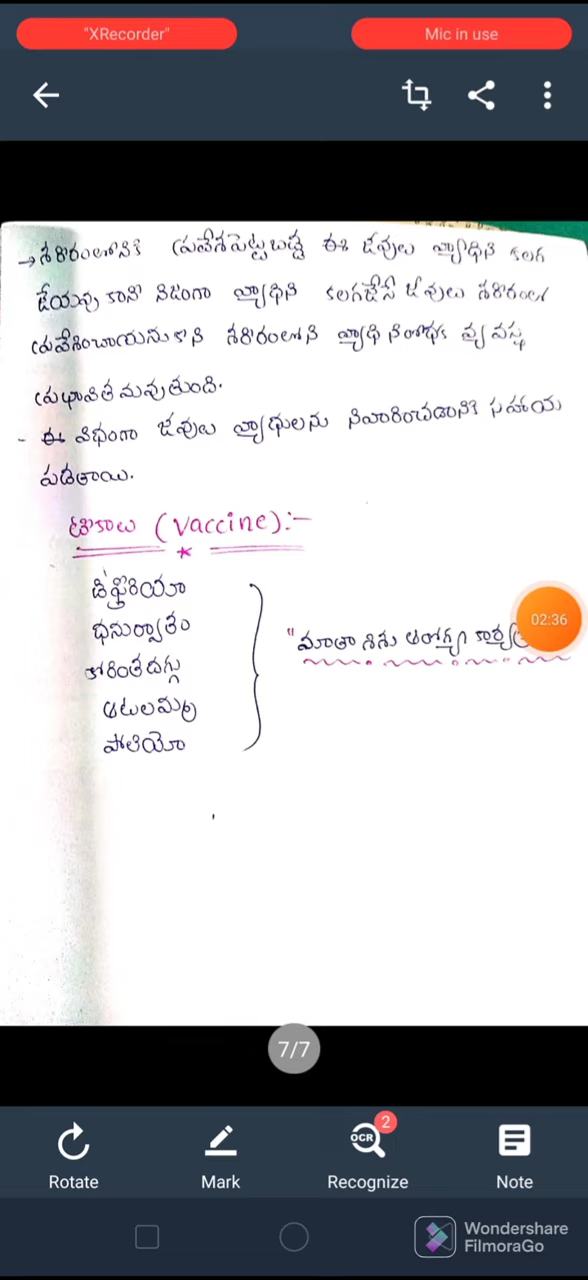 "XRecorder"
Mic in use
→ శరీరంలోనికి ప్రవేశపెట్టబడ్డ ఈ జీవులు వ్యాధిని కలుగ
జేయవు కానీ నిజంగా వ్యాధిని కలగజేసే జీవులు శరీరంలో
ప్రవేశించాయనుకొని శరీరంలోని వ్యాధి నిరోధక వ్యవస్థ
ప్రభావితమవుతుంది.
- ఈ విధంగా జీవులు వ్యాధులను నివారించడానికి సహాయ
పడతాయి.
టీకాలు (Vaccine):-
డిఫ్తీరియా
ధనుర్వాతం
02:36
"మాతా శిశు ఆరోగ్య
కోరింతదగ్గు
ఆటలమ్మ
పోలియో
7/7
OCR
2
Rotate
Mark
Recognize
Note
Wondershare
FilmoraGo